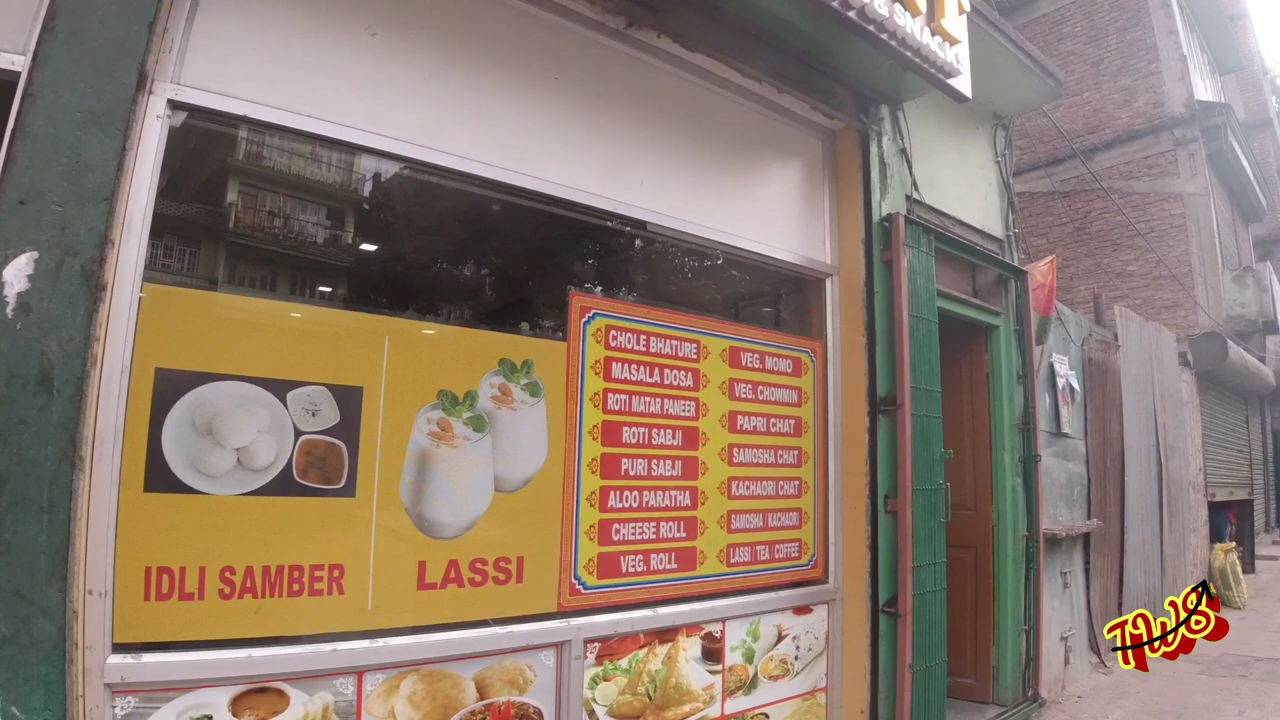 & SNACKS
IDLI SAMBER
LASSI
CHOLE BHATURE
MASALA DOSA
ROTI MATAR PANEER
ROTI SABJI
PURI SABJI
ALOO PARATHA
CHEESE ROLL
VEG. ROLL
VEG. MOMO
VEG. CHOWMIN
PAPRI CHAT
SAMOSHA CHAT
KACHAORI CHAT
SAMOSHA / KACHAORI
LASSI / TEA / COFFEE
TW8